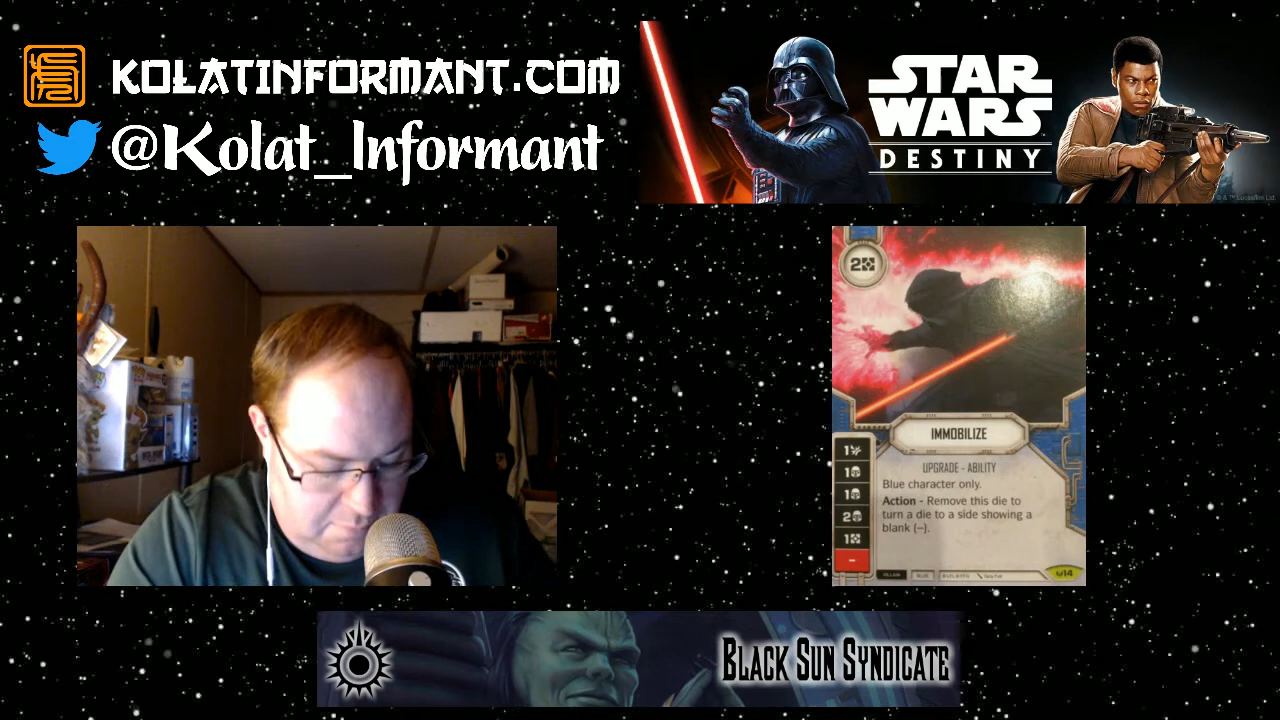 KOLATINFORMANT.COM
@Kolat_Informant
STAR
WARS
DESTINY
2
IMMOBILIZE
UPGRADE - ABILITY
Blue character only.
Action - Remove this die to
turn a die to a side showing a
blank (–).
1
1
1
2
1
–
14
BLACK SUN SYNDICATE